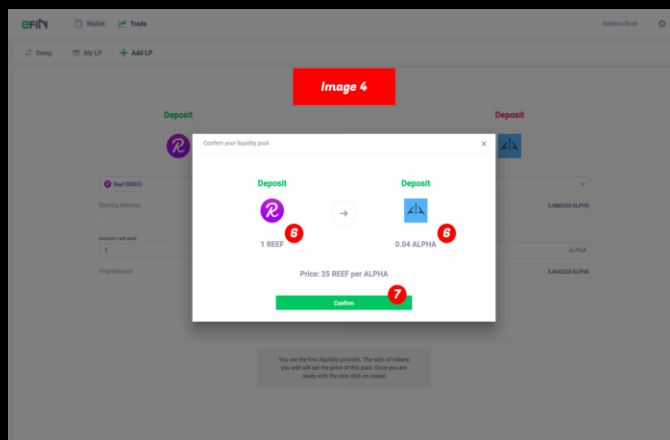 eFIN
Wallet
Trade
Address Book
Swap
My LP
+ Add LP
Image 4
Deposit
Deposit
Confirm your liquidity pool
×
Deposit
Deposit
6
6
1 REEF
0.04 ALPHA
Price: 25 REEF per ALPHA
7
Confirm
Reef (REEF)
Starting Balance:
5.886250 ALPHA
Amount I will send
1
ALPHA
Final Balance:
5.846250 ALPHA
You are the first liquidity provider. The ratio of tokens
you add will set the price of this pool. Once you are
ready with the rate click on create.